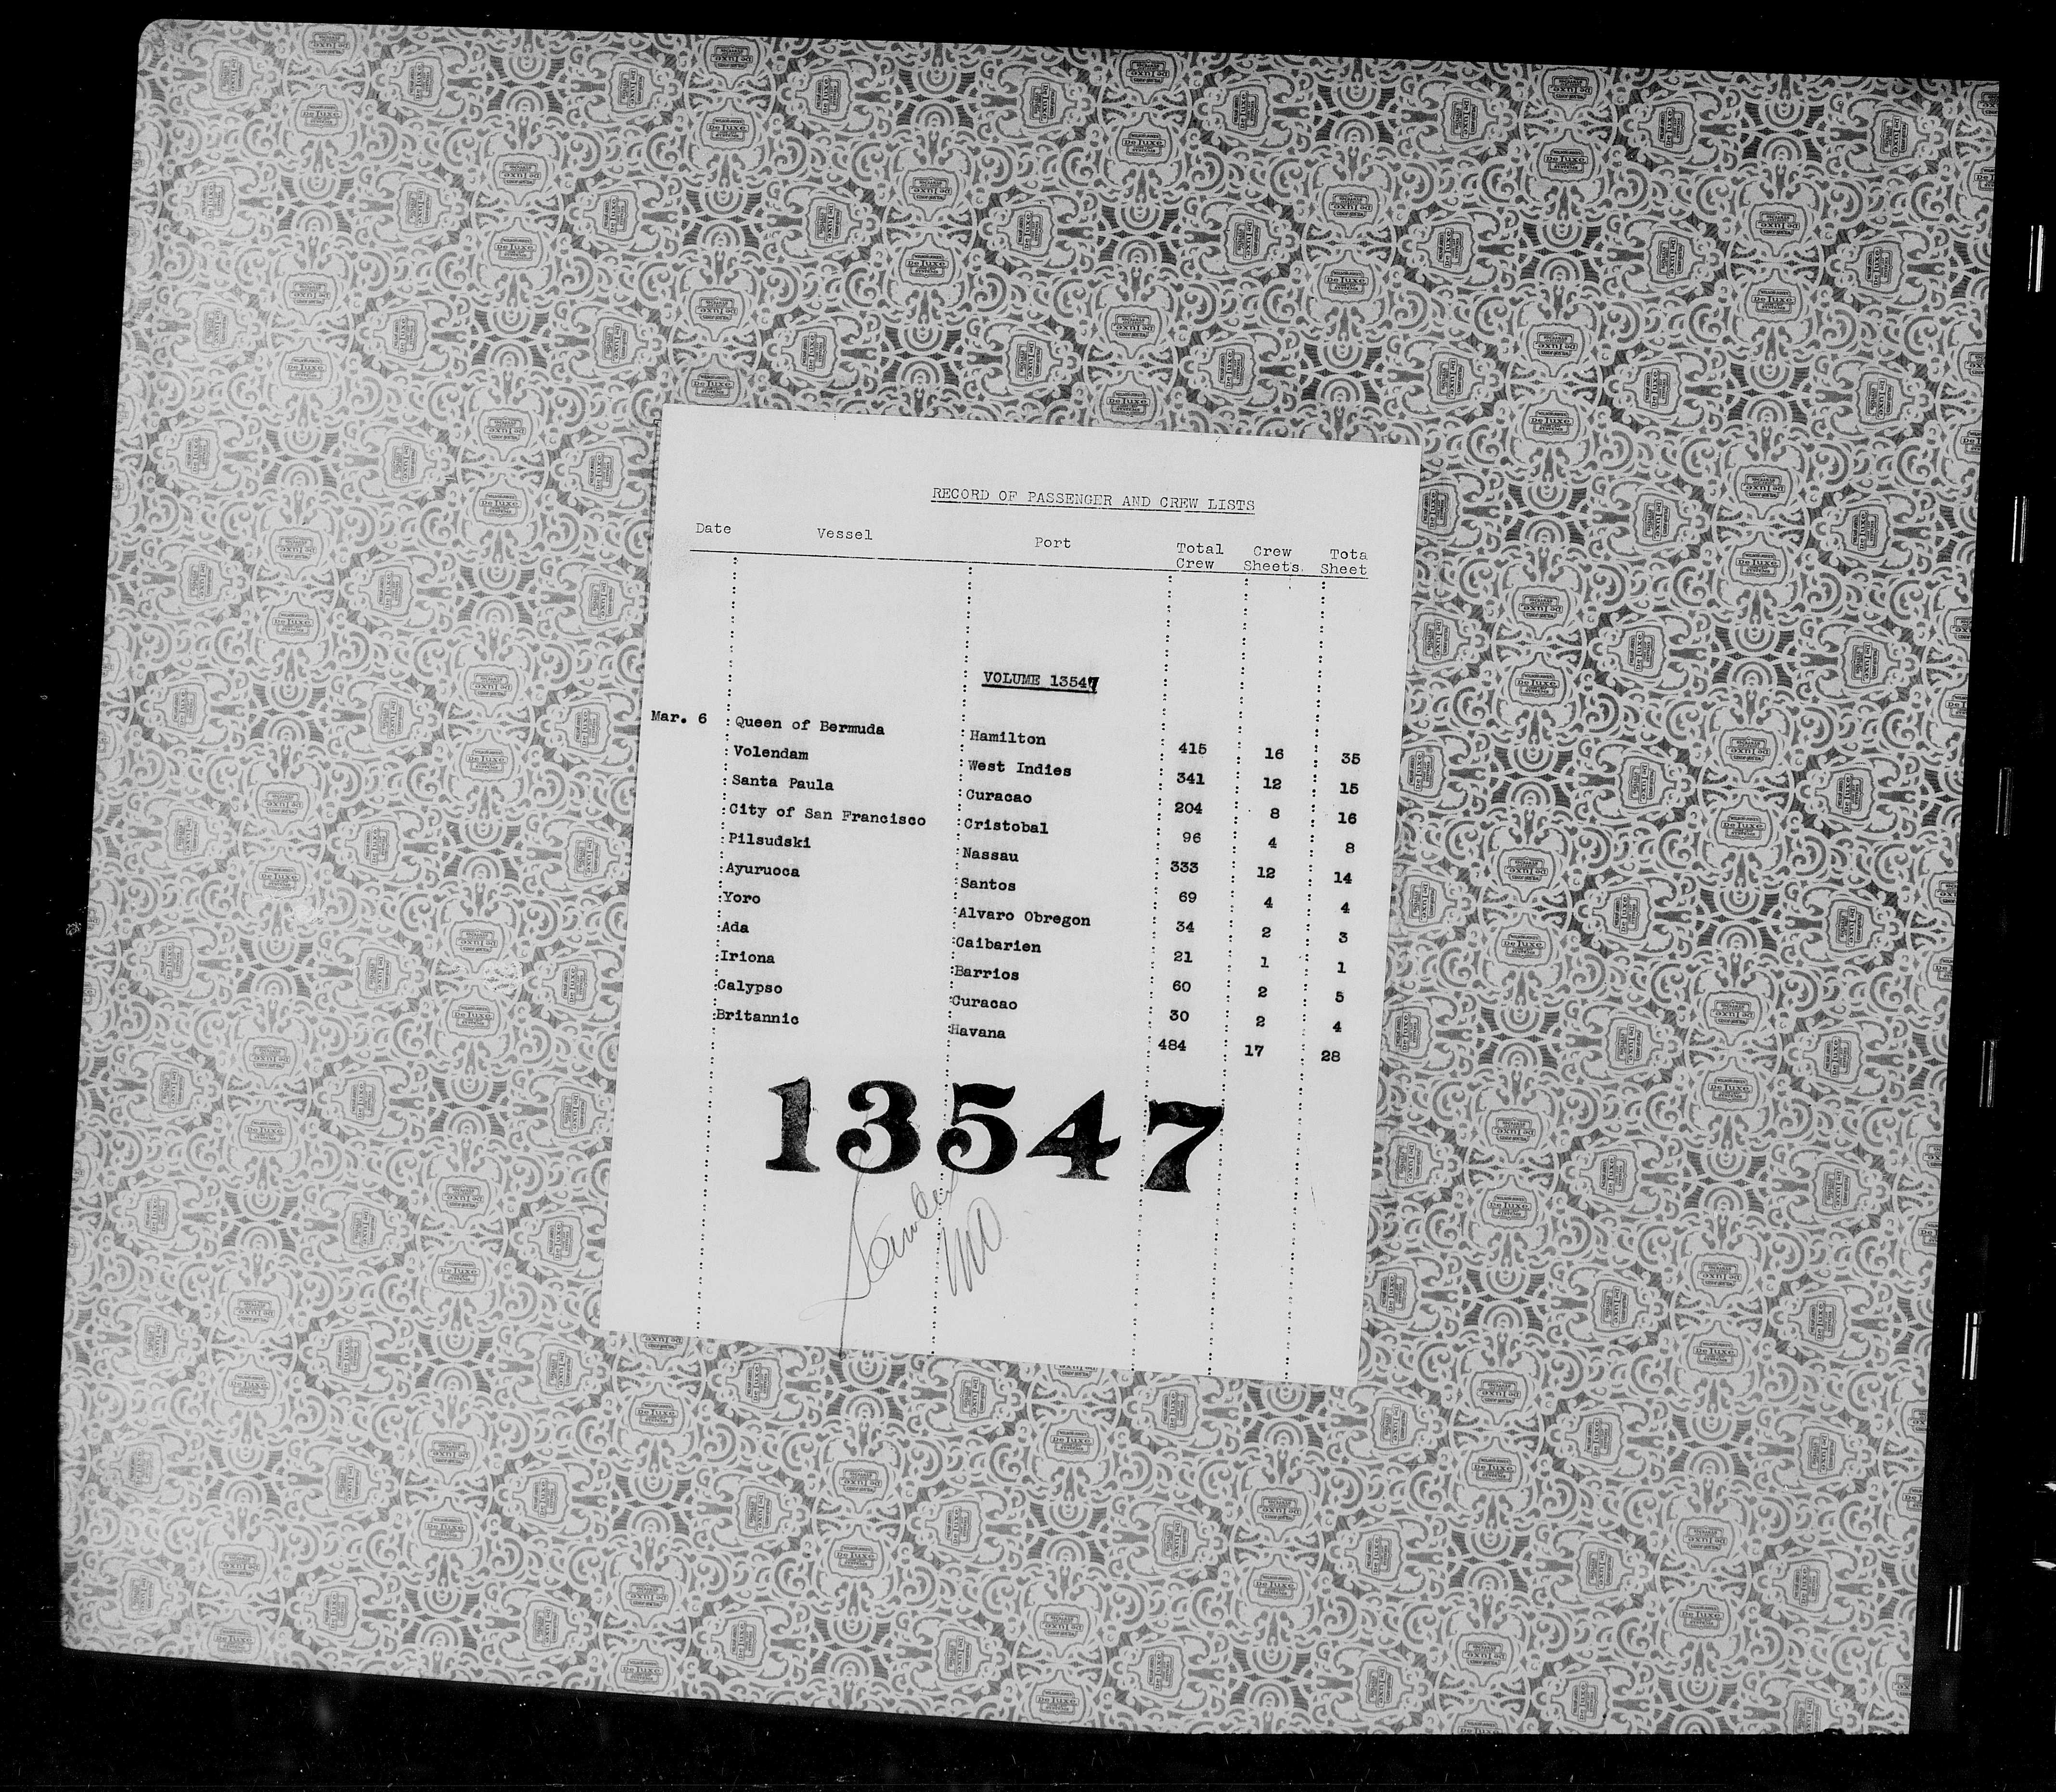 RECORD OF PASSENGER AND CREW LISTS
Date Vessel Port Total Crew Crew Sheets Tota Sheet
VOLUME 13547
Mar. 6 Queen of Bermuda Hamilton 415 16 35
Volendam West Indies 341 12 15
Santa Paula Curacao 204 8 16
City of San Francisco Cristobal 96 4 8
Pilsudski Nassau 333 12 14
Ayuruoca Santos 69 4 4
Yoro Alvaro Obregon 34 2 3
Ada Caibarien 21 1 1
Iriona Barrios 60 2 5
Calypso Curacao 30 2 4
Britannic Havana 484 17 28
13547
De luxe